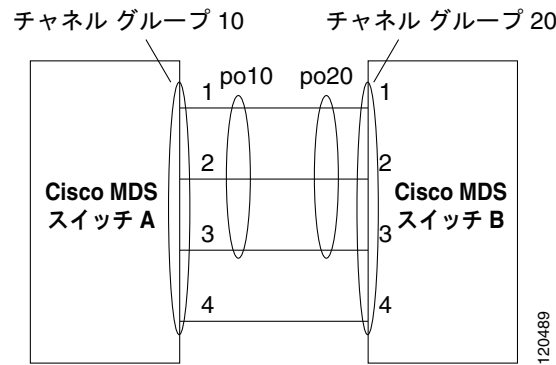 チャネル グループ 10
チャネル グループ 20
po10
po20
1
1
2
2
Cisco MDS
スイッチ A
Cisco MDS
スイッチ B
3
3
4
4
120489